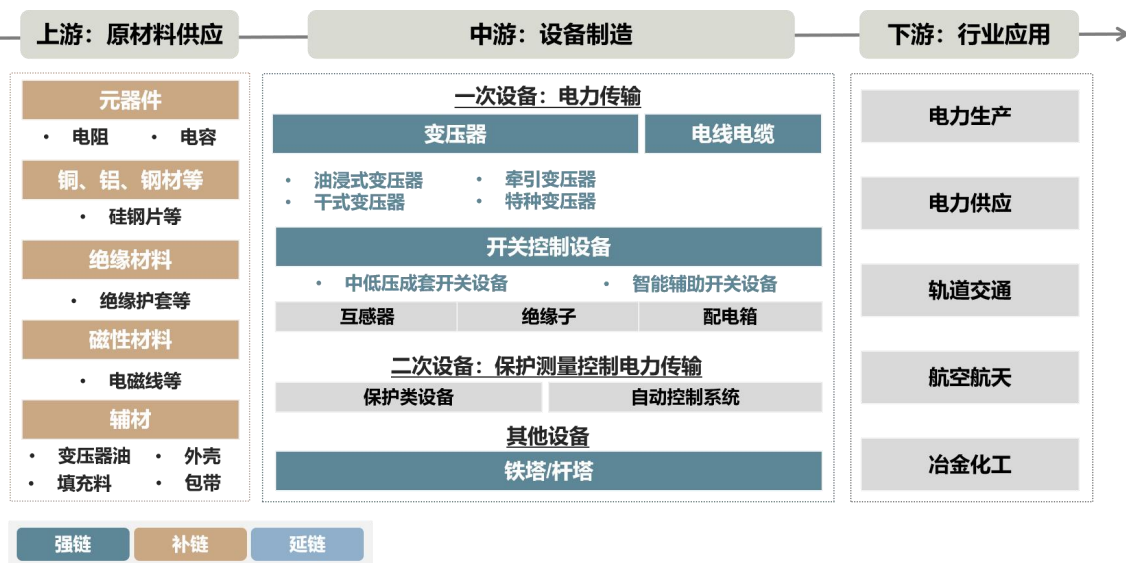 上游：原材料供应
中游：设备制造
下游：行业应用
元器件
• 电阻 • 电容
铜、铝、钢材等
• 硅钢片等
绝缘材料
• 绝缘护套等
磁性材料
• 电磁线等
辅材
• 变压器油 • 外壳
• 填充料 • 包带
一次设备：电力传输
变压器
电线电缆
• 油浸式变压器 • 牵引变压器
• 干式变压器 • 特种变压器
开关控制设备
• 中低压成套开关设备 • 智能辅助开关设备
互感器
绝缘子
配电箱
二次设备：保护测量控制电力传输
保护类设备
自动控制系统
其他设备
铁塔/杆塔
电力生产
电力供应
轨道交通
航空航天
冶金化工
强链
补链
延链